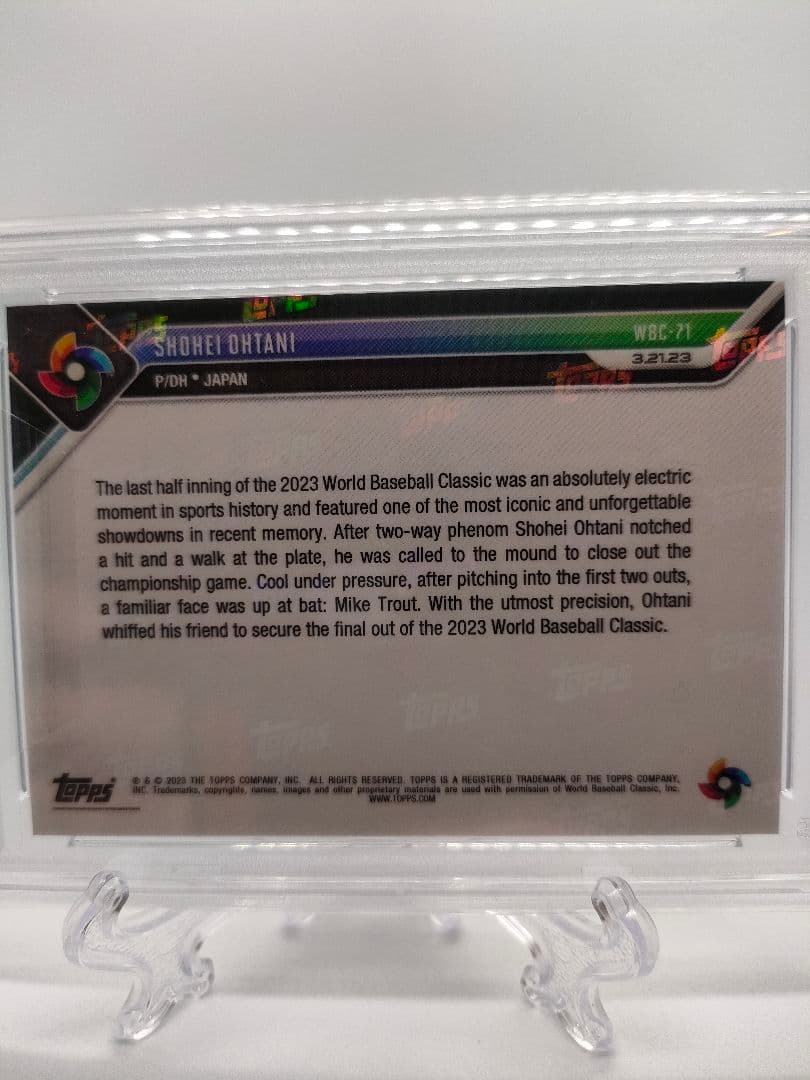 SHOHEI OHTANI
WBC-71
3.21.23
P/DH • JAPAN
The last half inning of the 2023 World Baseball Classic was an absolutely electric
moment in sports history and featured one of the most iconic and unforgettable
showdowns in recent memory. After two-way phenom Shohei Ohtani notched
a hit and a walk at the plate, he was called to the mound to close out the
championship game. Cool under pressure, after pitching into the first two outs,
a familiar face was up at bat: Mike Trout. With the utmost precision, Ohtani
whiffed his friend to secure the final out of the 2023 World Baseball Classic.
Topps
® & © 2023 THE TOPPS COMPANY, INC. ALL RIGHTS RESERVED. TOPPS IS A REGISTERED TRADEMARK OF THE TOPPS COMPANY,
INC. Trademarks, copyrights, names, images and other proprietary materials are used with permission of World Baseball Classic, Inc.
WWW.TOPPS.COM